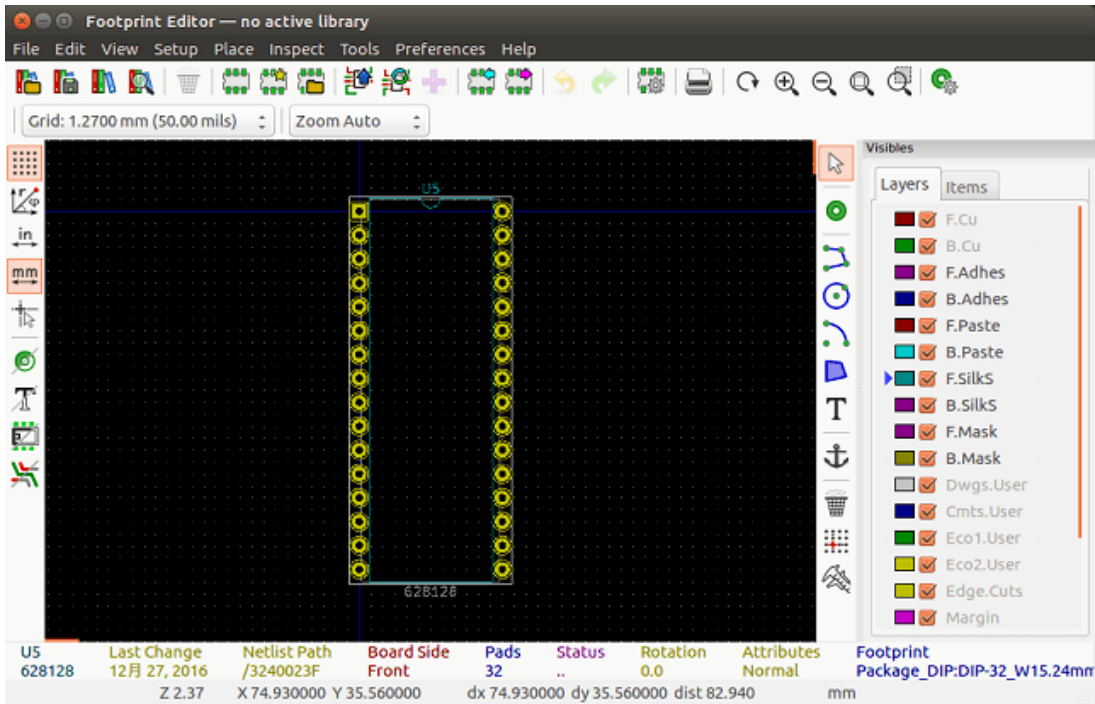 Footprint Editor — no active library
File Edit View Setup Place Inspect Tools Preferences Help
Grid: 1.2700 mm (50.00 mils) Zoom Auto
in
mm
U5
628128
T
Visibles
Layers Items
F.Cu
B.Cu
F.Adhes
B.Adhes
F.Paste
B.Paste
F.SilkS
B.SilkS
F.Mask
B.Mask
Dwgs.User
Cmts.User
Eco1.User
Eco2.User
Edge.Cuts
Margin
U5 Last Change Netlist Path Board Side Pads Status Rotation Attributes Footprint
628128 12月 27, 2016 /3240023F Front 32 .. 0.0 Normal Package_DIP:DIP-32_W15.24mm
Z 2.37 X 74.930000 Y 35.560000 dx 74.930000 dy 35.560000 dist 82.940 mm